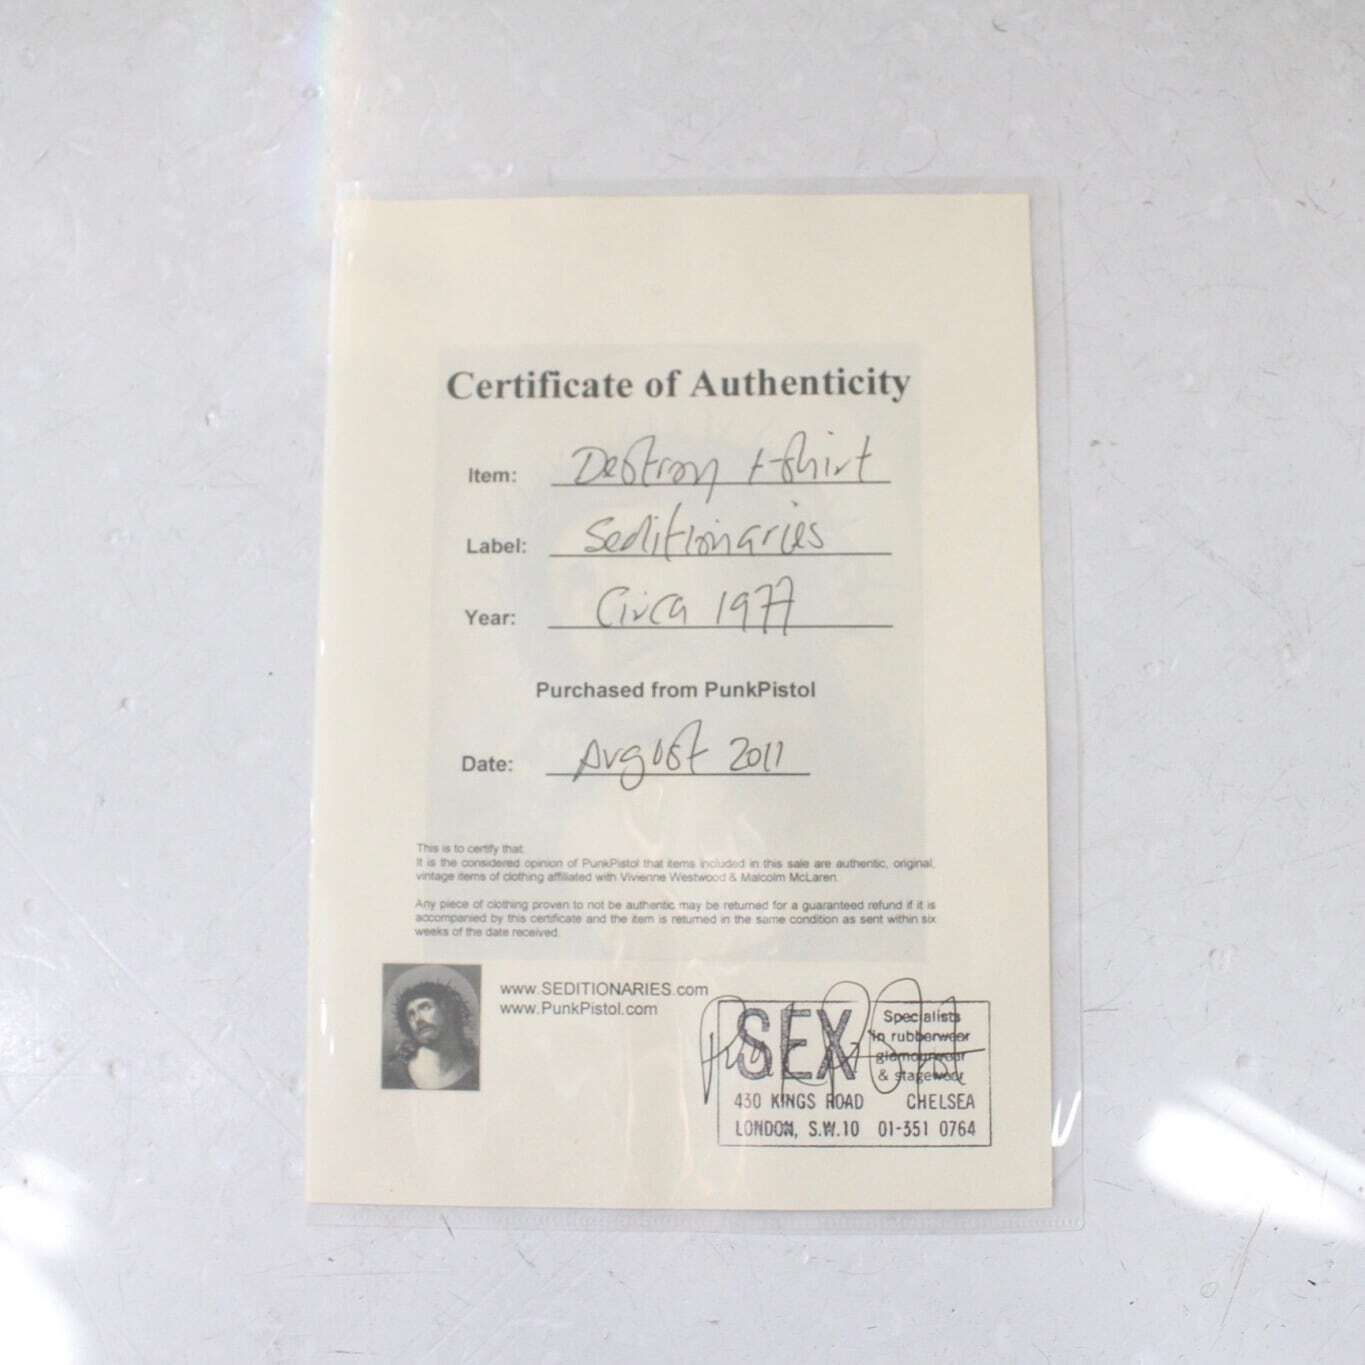 Certificate of Authenticity
Item: Destroy t-shirt
Label: Seditionaries
Year: Circa 1977
Purchased from PunkPistol
Date: August 2011
This is to certify that:
It is the considered opinion of PunkPistol that items included in this sale are authentic, original,
vintage items of clothing affiliated with Vivienne Westwood & Malcolm McLaren.
Any piece of clothing proven to not be authentic may be returned for a guaranteed refund if it is
accompanied by this certificate and the item is returned in the same condition as sent within six
weeks of the date received.
www.SEDITIONARIES.com
www.PunkPistol.com
SEX
Specialists
in rubberwear
glamourwear
& stagewear
430 KINGS ROAD CHELSEA
LONDON, S.W.10 01-351 0764